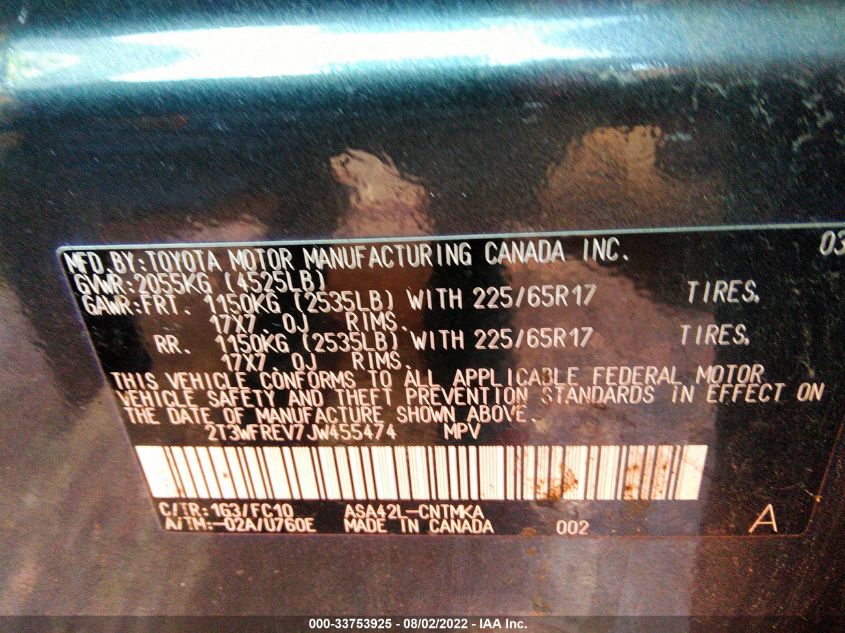 MFD.BY:TOYOTA MOTOR MANUFACTURING CANADA INC. 03
GVWR:2055KG (4525LB)
GAWR:FRT. 1150KG (2535LB) WITH 225/65R17 TIRES,
17X7.0J RIMS,
RR. 1150KG (2535LB) WITH 225/65R17 TIRES,
17X7.0J RIMS,
THIS VEHICLE CONFORMS TO ALL APPLICABLE FEDERAL MOTOR
VEHICLE SAFETY AND THEFT PREVENTION STANDARDS IN EFFECT ON
THE DATE OF MANUFACTURE SHOWN ABOVE.
2T3WFREV7JW455474 MPV
C/TR:1G3/FC10 ASA42L-CNTMKA
A/TM:-02A/U760E MADE IN CANADA 002 A
000-33753925 - 08/02/2022 - IAA Inc.